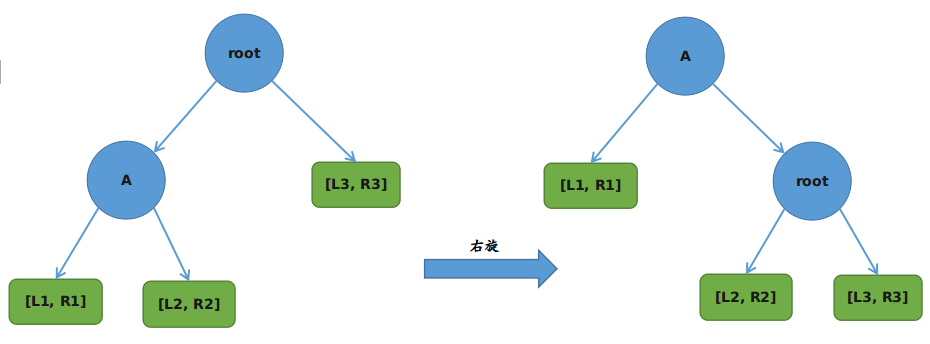 root
A
[L3, R3]
[L1, R1]
[L2, R2]
右旋
A
[L1, R1]
root
[L2, R2]
[L3, R3]